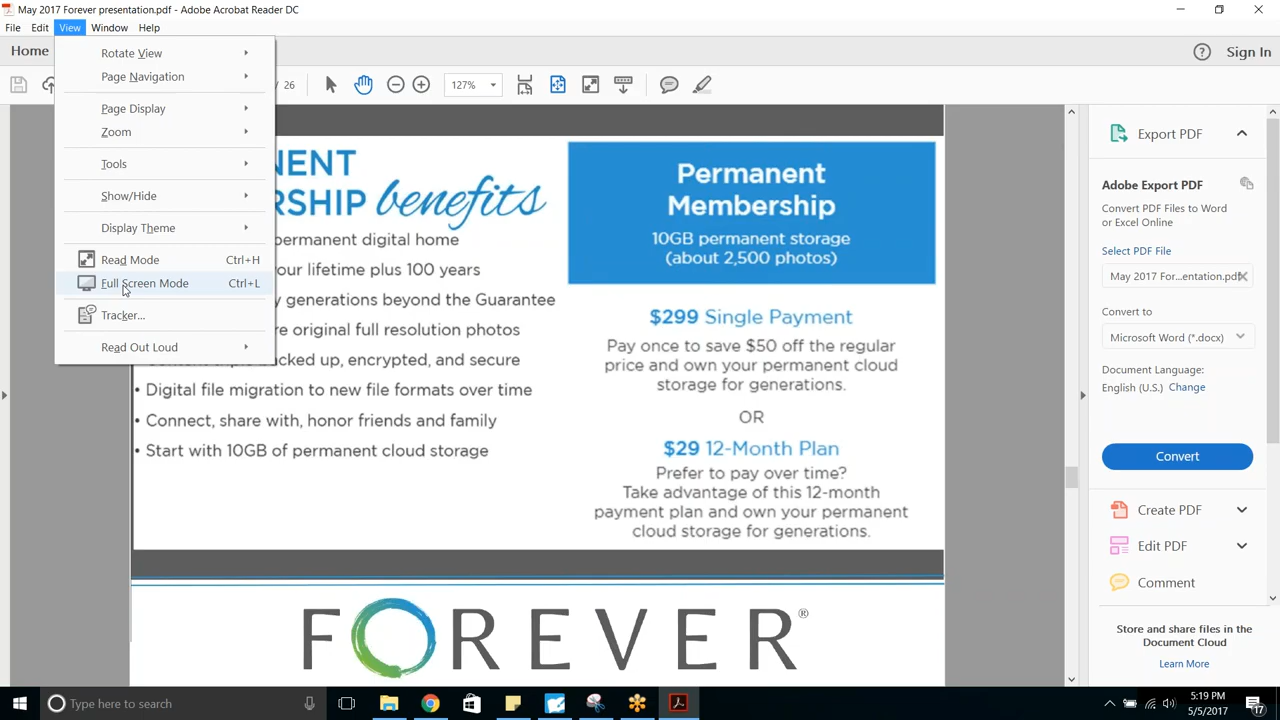 May 2017 Forever presentation.pdf - Adobe Acrobat Reader DC
File Edit View Window Help
Home
Sign In
/ 26
127%
Rotate View
Page Navigation
Page Display
Zoom
Tools
Show/Hide
Display Theme
Read Mode Ctrl+H
Full Screen Mode Ctrl+L
Tracker...
Read Out Loud
NENT
RSHIP benefits
permanent digital home
our lifetime plus 100 years
y generations beyond the Guarantee
re original full resolution photos
acked up, encrypted, and secure
• Digital file migration to new file formats over time
• Connect, share with, honor friends and family
• Start with 10GB of permanent cloud storage
Permanent
Membership
10GB permanent storage
(about 2,500 photos)
$299 Single Payment
Pay once to save $50 off the regular
price and own your permanent cloud
storage for generations.
OR
$29 12-Month Plan
Prefer to pay over time?
Take advantage of this 12-month
payment plan and own your permanent
cloud storage for generations.
FOREVER®
Export PDF
Adobe Export PDF
Convert PDF Files to Word
or Excel Online
Select PDF File
May 2017 For...entation.pdf
Convert to
Microsoft Word (*.docx)
Document Language:
English (U.S.) Change
Convert
Create PDF
Edit PDF
Comment
Store and share files in the
Document Cloud
Learn More
Type here to search
5:19 PM
5/5/2017
17